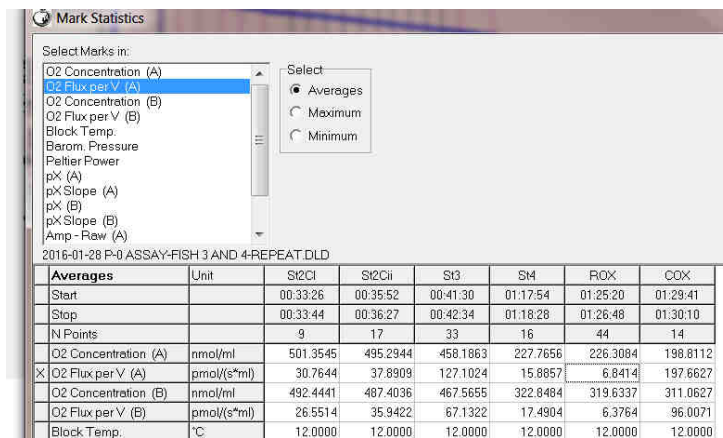 Mark Statistics
Select Marks in:
O2 Concentration (A)
O2 Flux per V (A)
O2 Concentration (B)
O2 Flux per V (B)
Block Temp.
Barom. Pressure
Peltier Power
pX (A)
pX Slope (A)
pX (B)
pX Slope (B)
Amp - Raw (A)
Select
Averages
Maximum
Minimum
2016-01-28 P-O ASSAY-FISH 3 AND 4-REPEAT.DLD
Averages Unit St2CI St2Cii St3 St4 ROX COX
Start 00:33:26 00:35:52 00:41:30 01:17:54 01:25:20 01:29:41
Stop 00:33:44 00:36:27 00:42:34 01:18:28 01:26:48 01:30:10
N Points 9 17 33 16 44 14
O2 Concentration (A) nmol/ml 501.3545 495.2944 458.1863 227.7656 226.3084 198.8112
X O2 Flux per V (A) pmol/(s*ml) 30.7644 37.8909 127.1024 15.8857 6.8414 197.6627
O2 Concentration (B) nmol/ml 492.4441 487.4036 467.5655 322.8484 319.6337 311.0627
O2 Flux per V (B) pmol/(s*ml) 26.5514 35.9422 67.1322 17.4904 6.3764 96.0071
Block Temp. °C 12.0000 12.0000 12.0000 12.0000 12.0000 12.0000